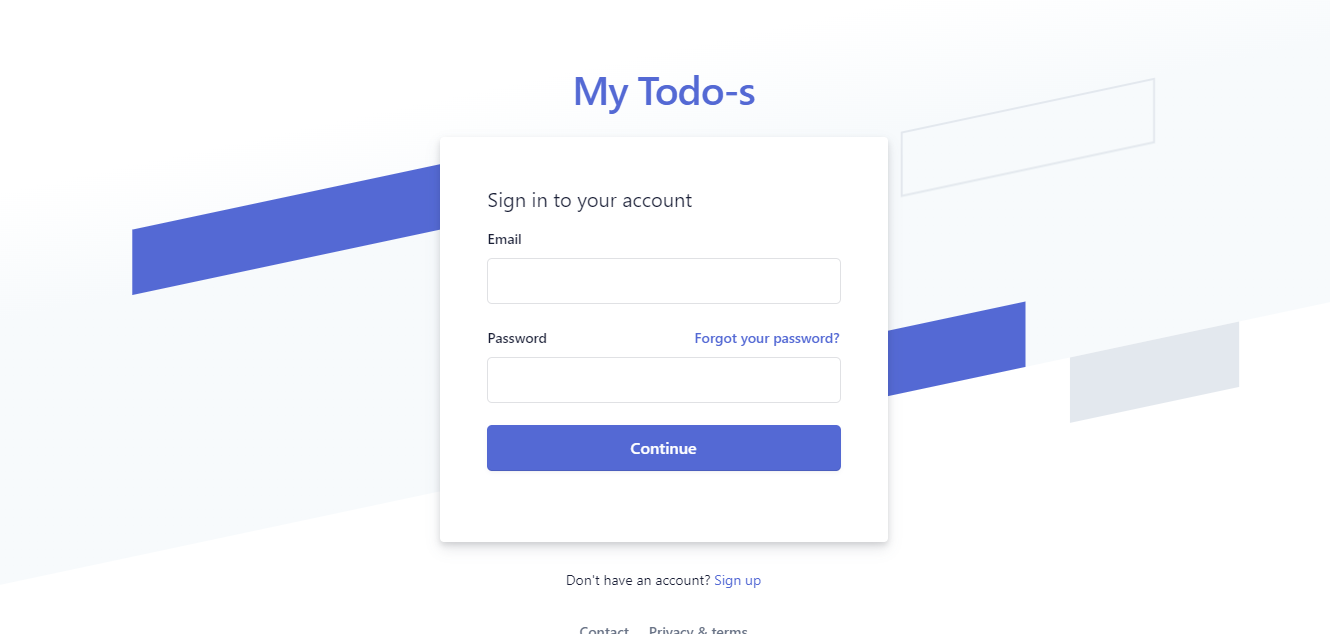 My Todo-s
Sign in to your account
Email
Password Forgot your password?
Continue
Don't have an account? Sign up
Contact Privacy & terms